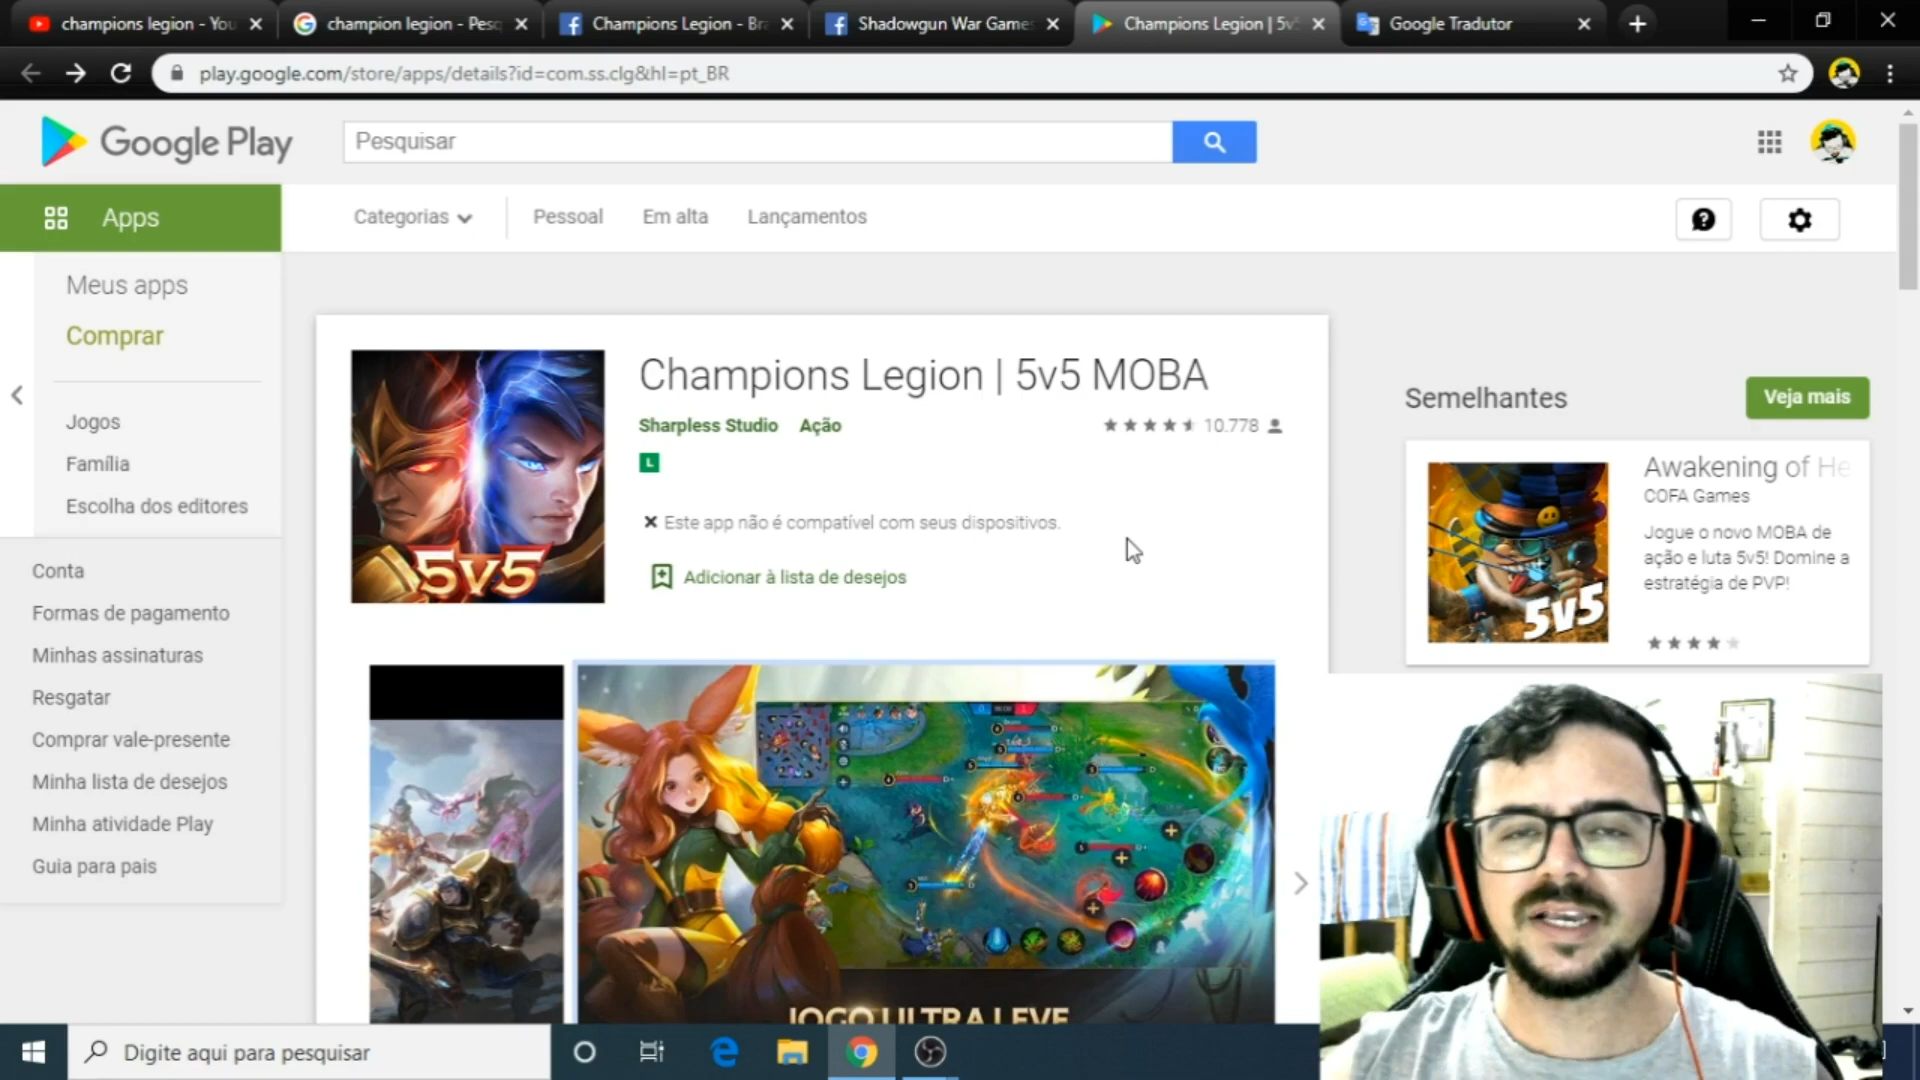 champions legion - You
champion legion - Pesq
Champions Legion - Bra
Shadowgun War Games
Champions Legion | 5v5
Google Tradutor
play.google.com/store/apps/details?id=com.ss.clg&hl=pt_BR
Google Play
Pesquisar
Apps
Categorias
Pessoal
Em alta
Lançamentos
Meus apps
Comprar
Jogos
Família
Escolha dos editores
Conta
Formas de pagamento
Minhas assinaturas
Resgatar
Comprar vale-presente
Minha lista de desejos
Minha atividade Play
Guia para pais
5v5
Champions Legion | 5v5 MOBA
Sharpless Studio Ação
10.778
L
Este app não é compatível com seus dispositivos.
Adicionar à lista de desejos
JOGO ULTRA LEVE
Semelhantes
Veja mais
5v5
Awakening of He
COFA Games
Jogue o novo MOBA de
ação e luta 5v5! Domine a
estratégia de PVP!
Digite aqui para pesquisar